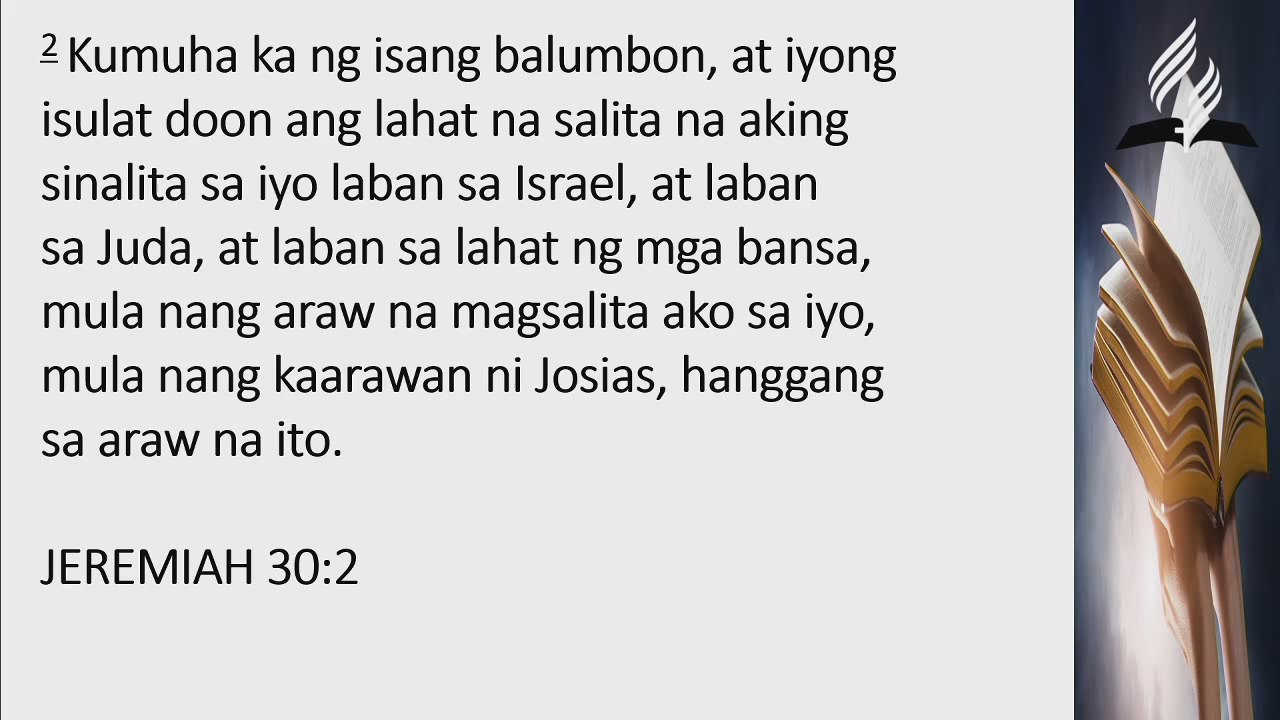 2 Kumuha ka ng isang balumbon, at iyong
isulat doon ang lahat na salita na aking
sinalita sa iyo laban sa Israel, at laban
sa Juda, at laban sa lahat ng mga bansa,
mula nang araw na magsalita ako sa iyo,
mula nang kaarawan ni Josias, hanggang
sa araw na ito.
JEREMIAH 30:2